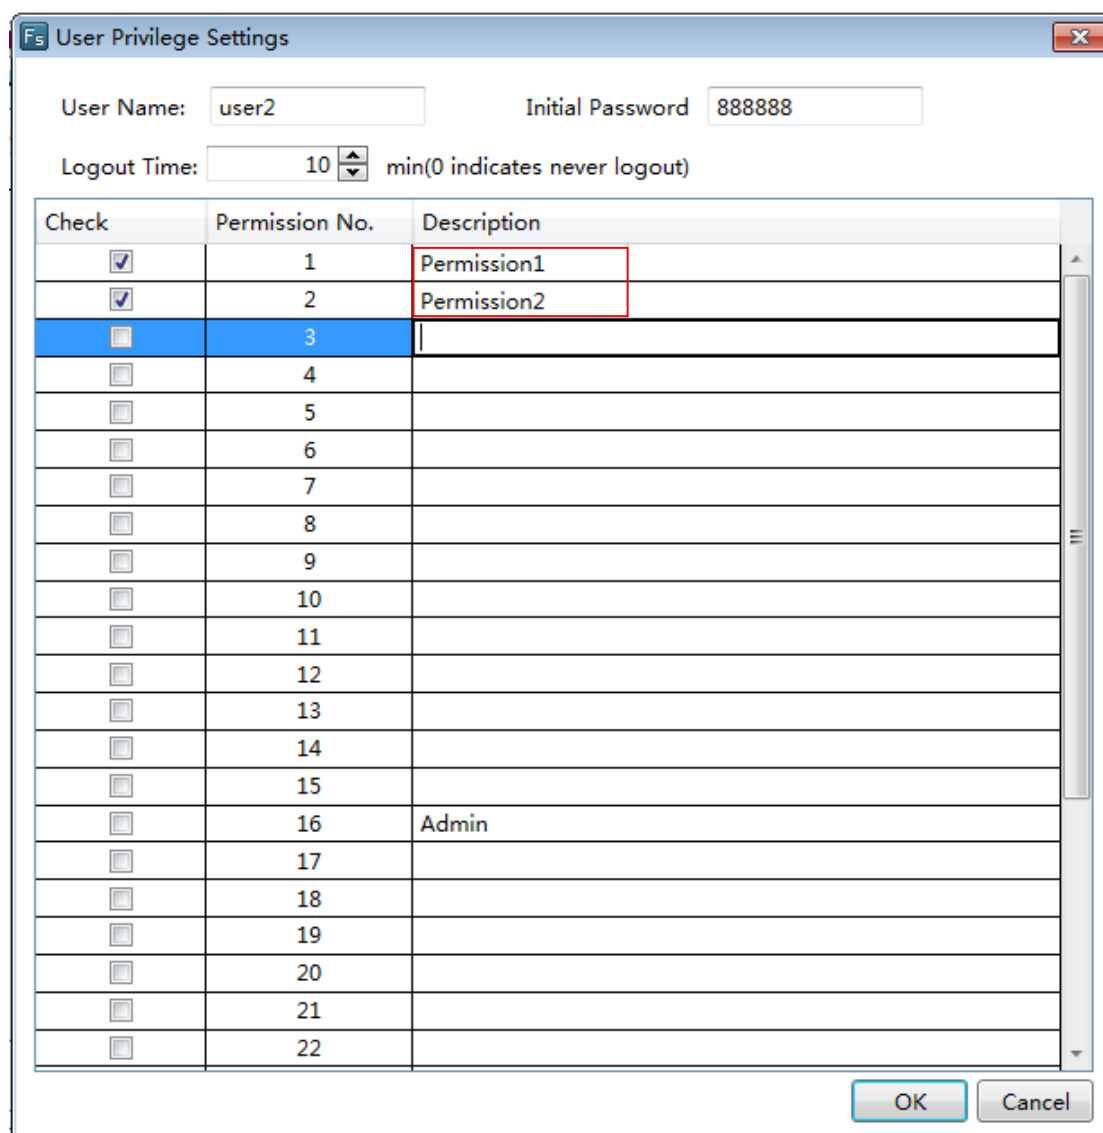 Fs User Privilege Settings
User Name: user2 Initial Password 888888
Logout Time: 10 min(0 indicates never logout)
Check Permission No. Description
1 Permission1
2 Permission2
3
4
5
6
7
8
9
10
11
12
13
14
15
16 Admin
17
18
19
20
21
22
OK Cancel